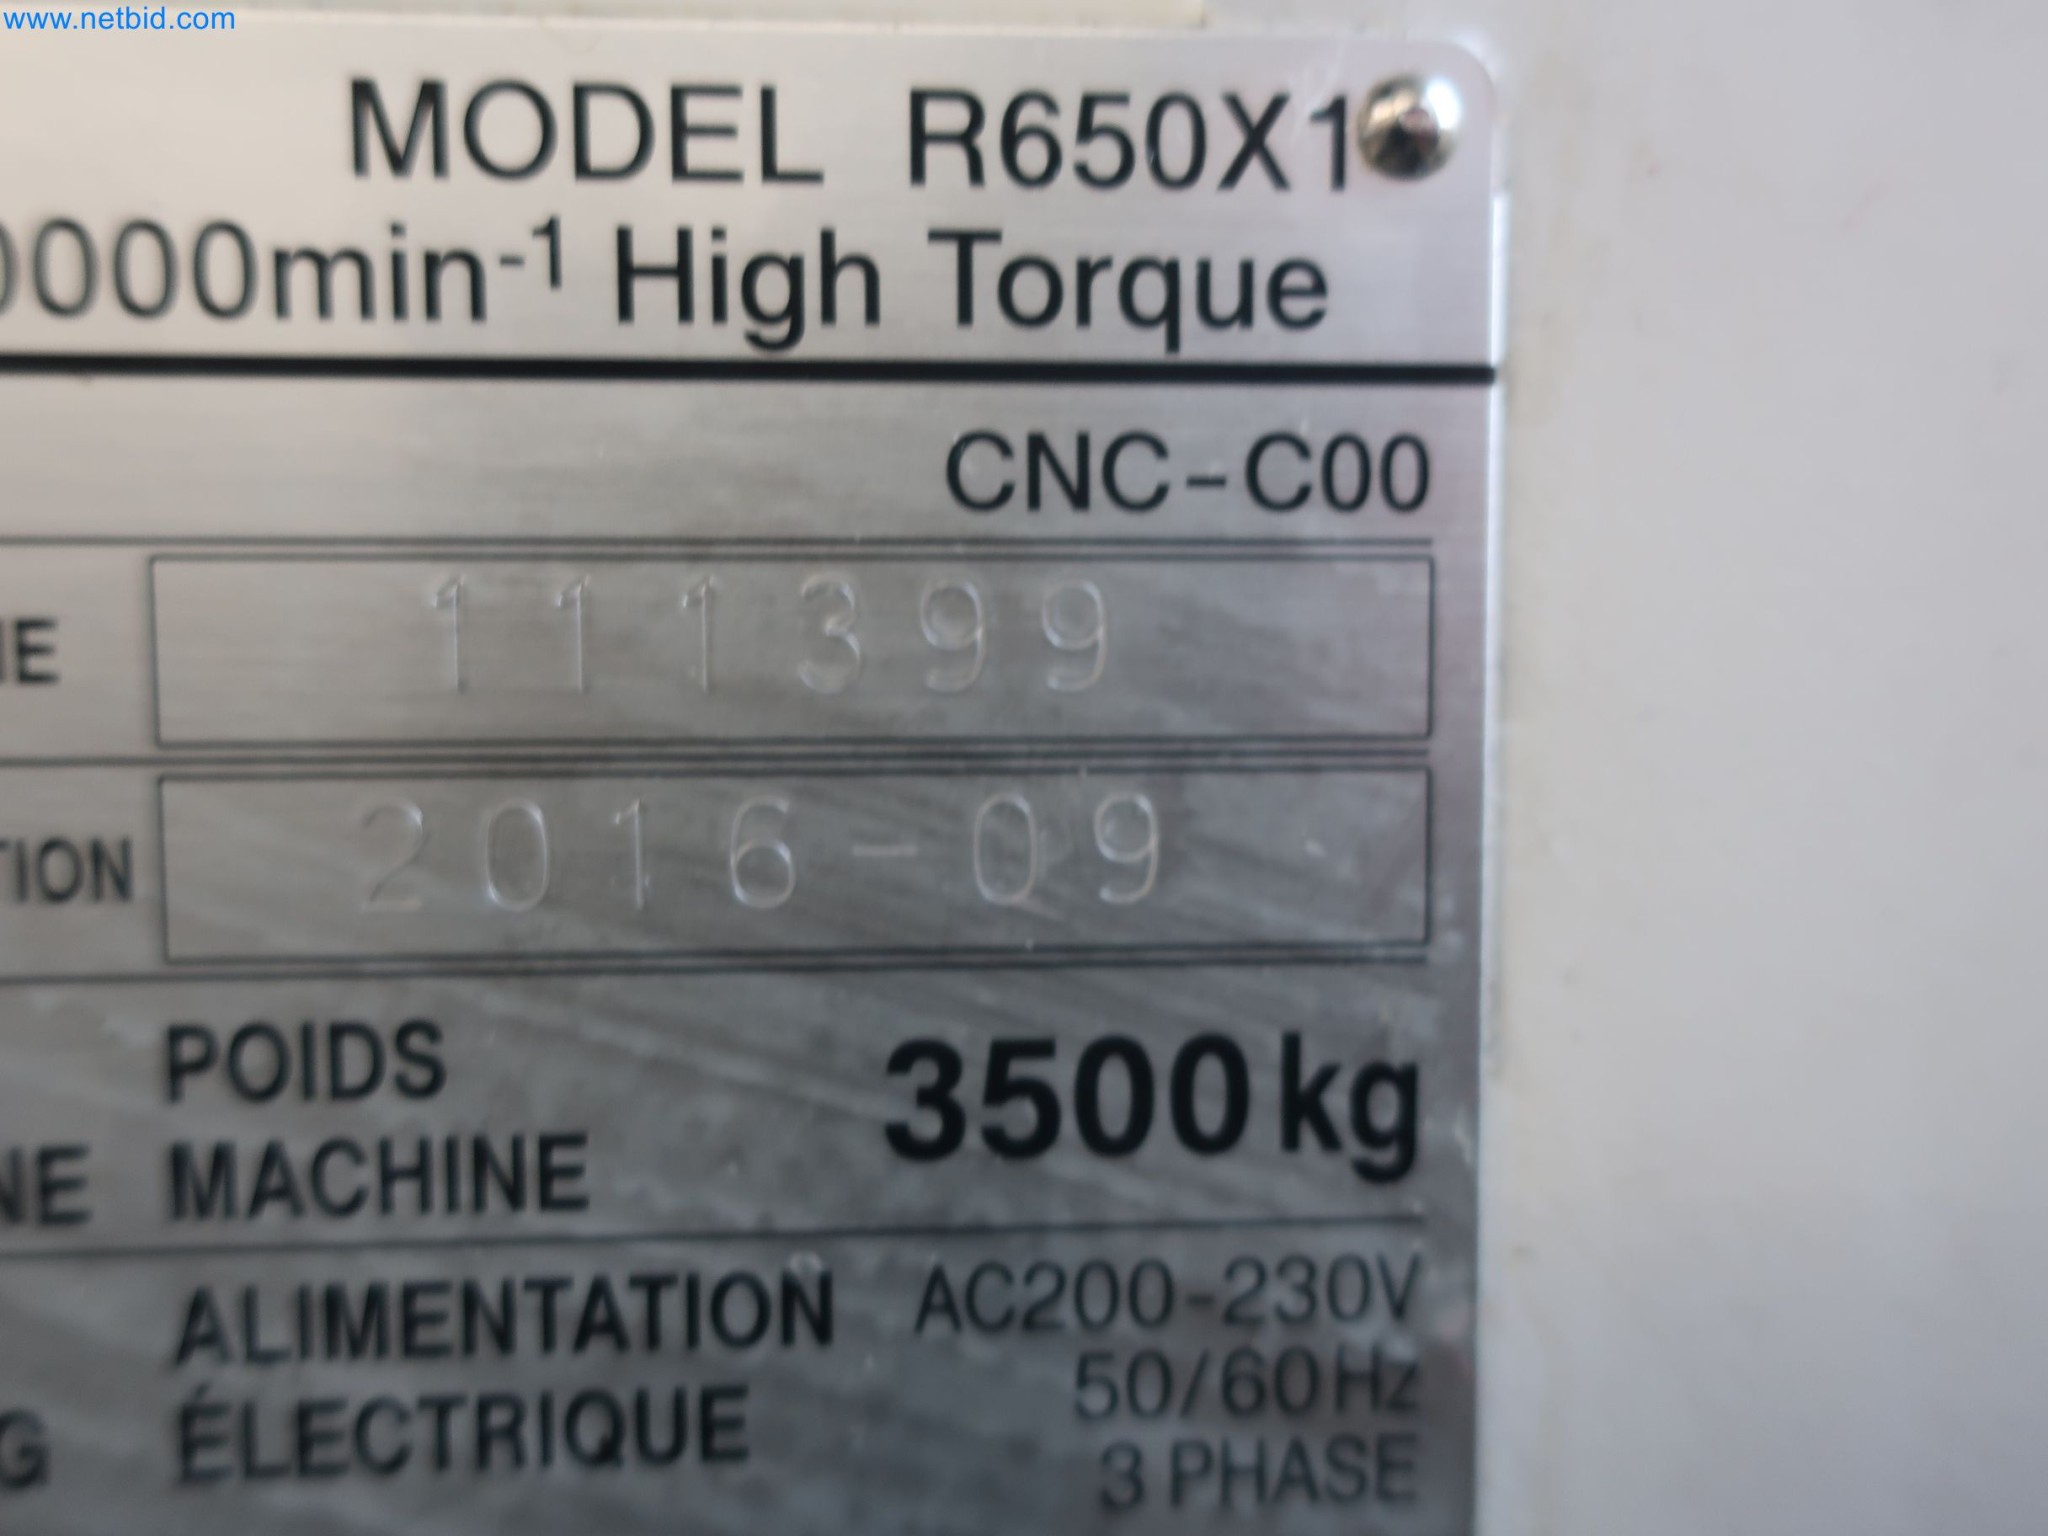 www.netbid.com
MODEL R650X1
0000min-1 High Torque
CNC-C00
NE 111399
TION 2016-09
POIDS
NE MACHINE 3500kg
ALIMENTATION AC200-230V
G ÉLECTRIQUE 50/60Hz
3 PHASE